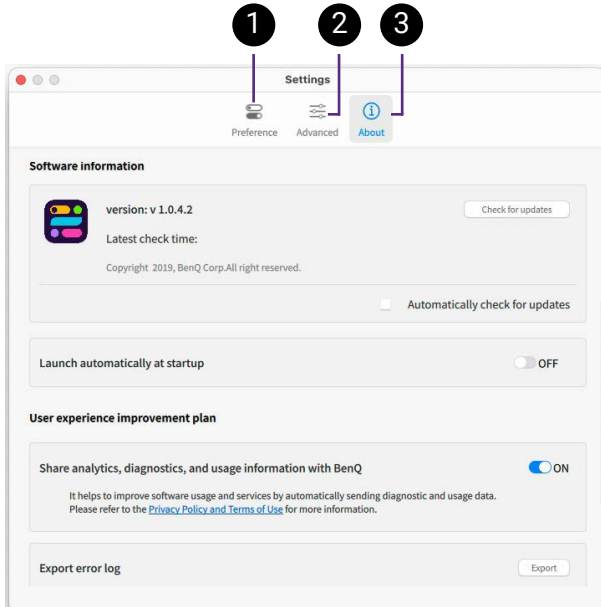 1 2 3
Settings
Preference Advanced About
Software information
version: v 1.0.4.2
Check for updates
Latest check time:
Copyright 2019, BenQ Corp.All right reserved.
Automatically check for updates
Launch automatically at startup
OFF
User experience improvement plan
Share analytics, diagnostics, and usage information with BenQ
ON
It helps to improve software usage and services by automatically sending diagnostic and usage data.
Please refer to the Privacy Policy and Terms of Use for more information.
Export error log
Export